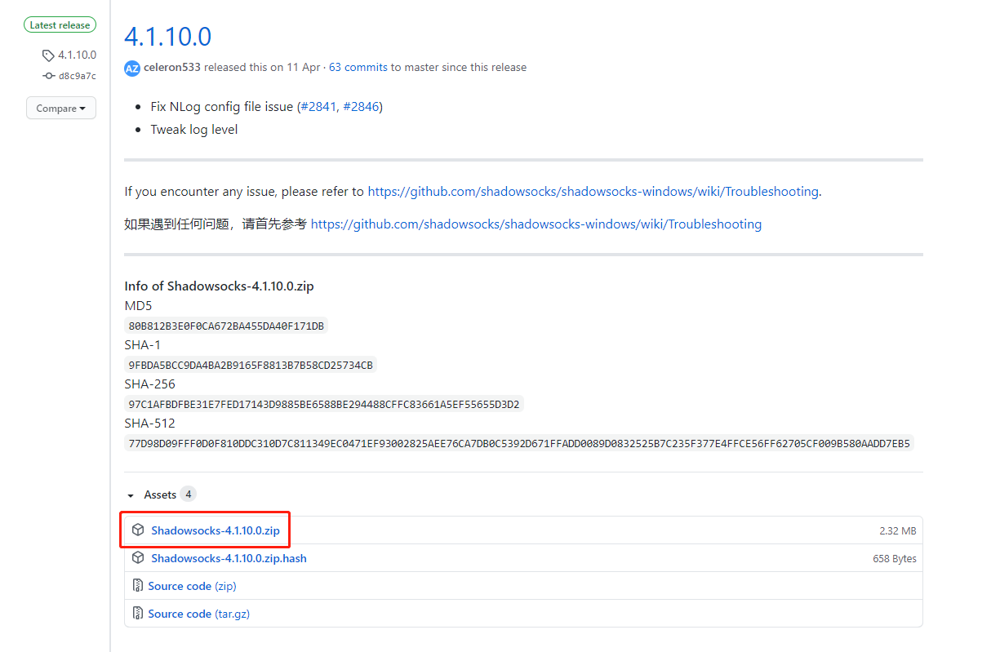 Latest release
4.1.10.0
d8c9a7c
Compare
4.1.10.0
AZ celeron533 released this on 11 Apr · 63 commits to master since this release
Fix NLog config file issue (#2841, #2846)
Tweak log level
If you encounter any issue, please refer to https://github.com/shadowsocks/shadowsocks-windows/wiki/Troubleshooting.
如果遇到任何问题，请首先参考 https://github.com/shadowsocks/shadowsocks-windows/wiki/Troubleshooting
Info of Shadowsocks-4.1.10.0.zip
MD5
80B812B3E0F0CA672BA455DA40F171DB
SHA-1
9FBDA5BCC9DA4BA2B9165F8813B7B58CD25734CB
SHA-256
97C1AFBDFBE31E7FED17143D9885BE6588BE294488CFFC83661A5EF55655D3D2
SHA-512
77D98D09FFF0D0F810DDC310D7C811349EC0471EF93002825AEE76CA7DB0C5392D671FFADD0089D0832525B7C235F377E4FFCE56FF62705CF009B580AADD7EB5
Assets 4
Shadowsocks-4.1.10.0.zip 2.32 MB
Shadowsocks-4.1.10.0.zip.hash 658 Bytes
Source code (zip)
Source code (tar.gz)